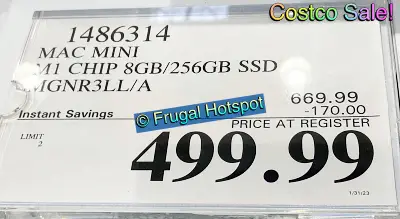 Costco Sale!
1486314
MAC MINI
M1 CHIP 8GB/256GB SSD
MGNR3LL/A
© Frugal Hotspot
669.99
Instant Savings -170.00
PRICE AT REGISTER
LIMIT
2
499.99
1/31/23